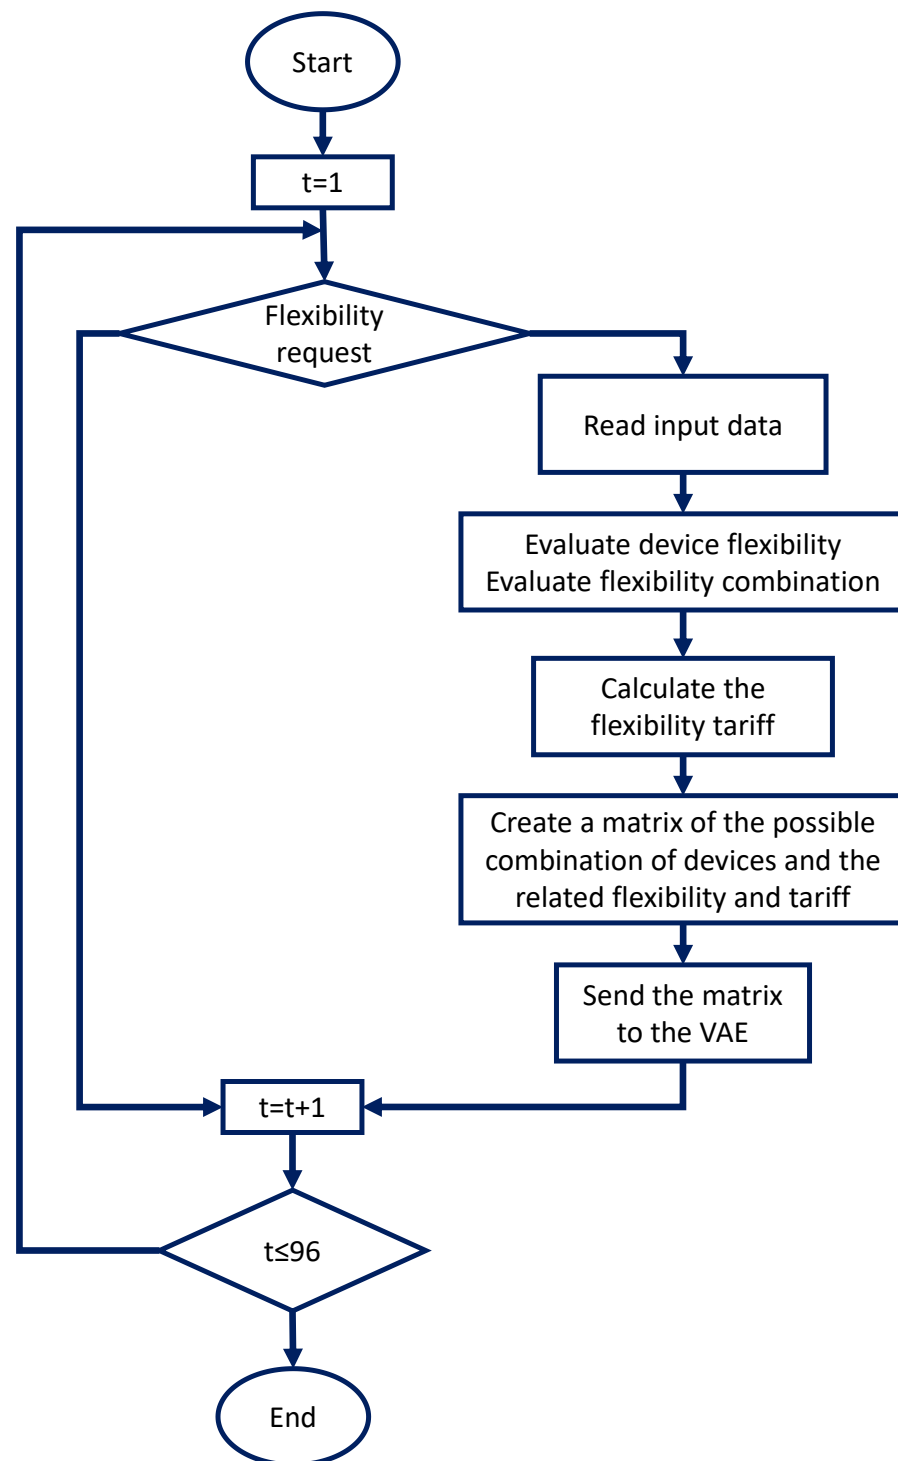 Start
t=1
Flexibility
request
Read input data
Evaluate device flexibility
Evaluate flexibility combination
Calculate the
flexibility tariff
Create a matrix of the possible
combination of devices and the
related flexibility and tariff
Send the matrix
to the VAE
t=t+1
t≤96
End